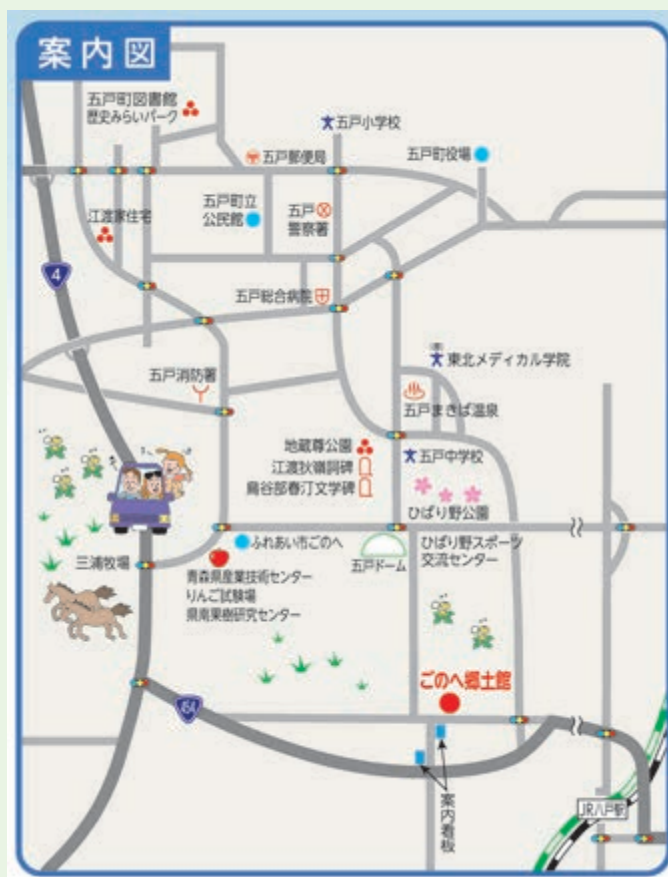 案内図
五戸町図書館
歴史みらいパーク
五戸小学校
五戸郵便局
五戸町役場
五戸町立
公民館
五戸
警察署
江渡家住宅
4
五戸総合病院
東北メディカル学院
五戸消防署
五戸まきば温泉
地蔵尊公園
江渡狄嶺詞碑
鳥谷部春汀文学碑
五戸中学校
ひばり野公園
ふれあい市ごのへ
三浦牧場
青森県産業技術センター
りんご試験場
県南果樹研究センター
五戸ドーム
ひばり野スポーツ
交流センター
ごのへ郷土館
454
案内看板
JR八戸駅